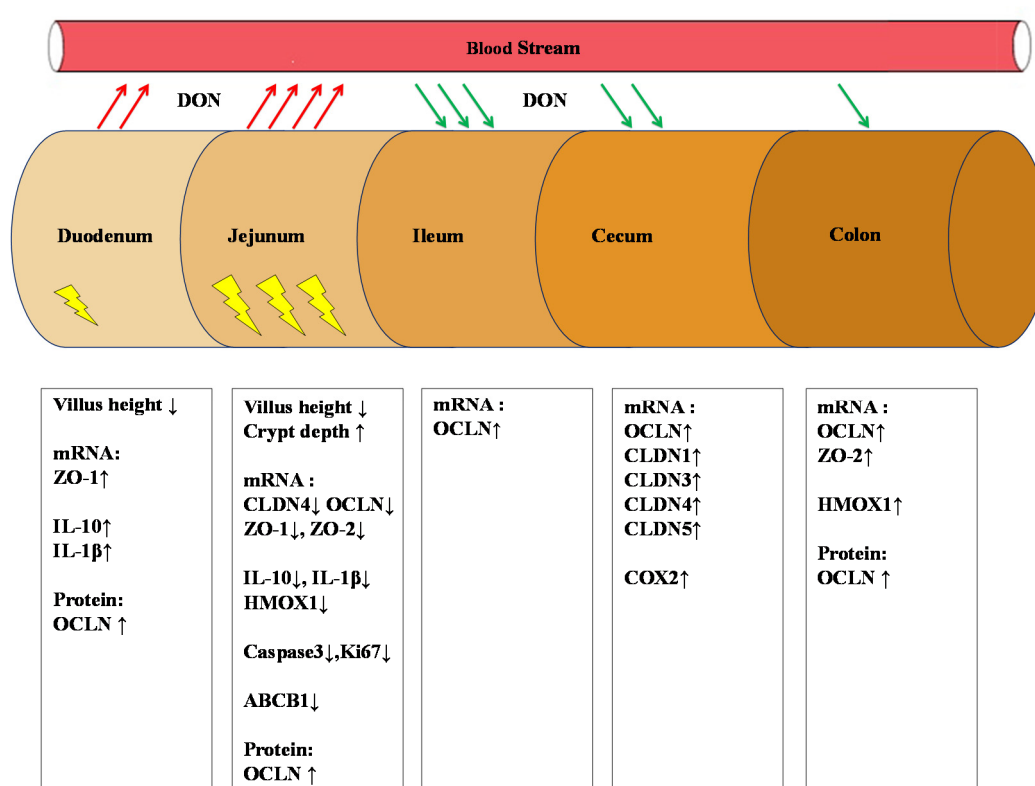 Blood Stream
DON
DON
Duodenum
Jejunum
Ileum
Cecum
Colon
Villus height ↓
mRNA:
ZO-1↑
IL-10↑
IL-1β↑
Protein:
OCLN ↑
Villus height ↓
Crypt depth ↑
mRNA :
CLDN4↓ OCLN↓
ZO-1↓, ZO-2↓
IL-10↓, IL-1β↓
HMOX1↓
Caspase3↓,Ki67↓
ABCB1↓
Protein:
OCLN ↑
mRNA :
OCLN↑
mRNA :
OCLN↑
CLDN1↑
CLDN3↑
CLDN4↑
CLDN5↑
COX2↑
mRNA :
OCLN↑
ZO-2↑
HMOX1↑
Protein:
OCLN ↑